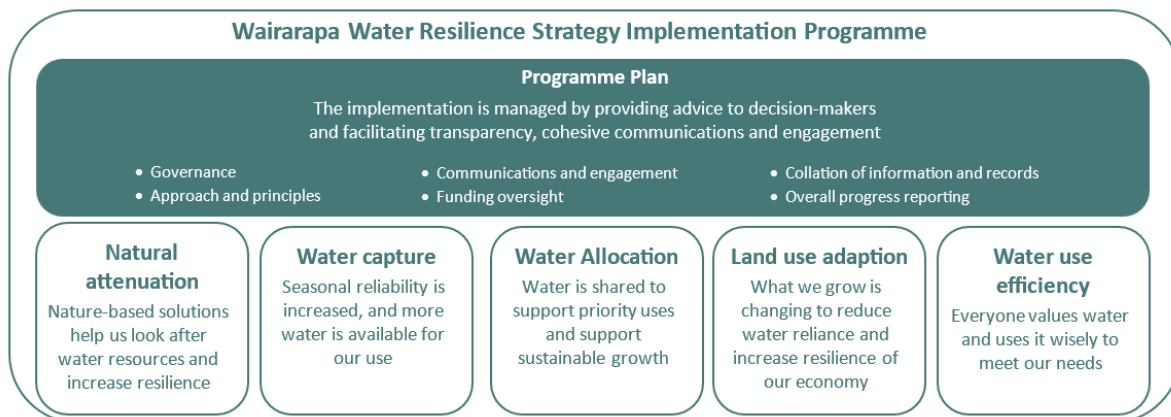 Wairarapa Water Resilience Strategy Implementation Programme
Programme Plan
The implementation is managed by providing advice to decision-makers
and facilitating transparency, cohesive communications and engagement
• Governance
• Approach and principles
• Communications and engagement
• Funding oversight
• Collation of information and records
• Overall progress reporting
Natural
attenuation
Nature-based solutions
help us look after
water resources and
increase resilience
Water capture
Seasonal reliability is
increased, and more
water is available for
our use
Water Allocation
Water is shared to
support priority uses
and support
sustainable growth
Land use adaption
What we grow is
changing to reduce
water reliance and
increase resilience of
our economy
Water use
efficiency
Everyone values water
and uses it wisely to
meet our needs